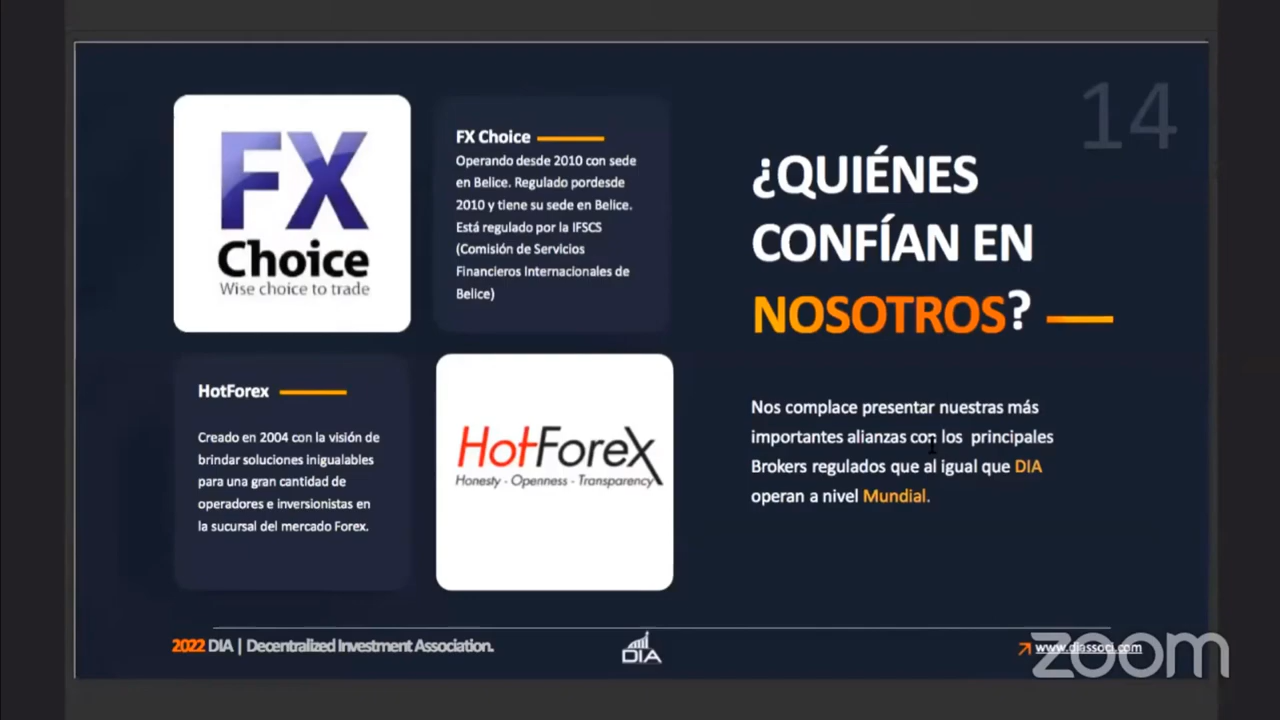 14
FX
Choice
Wise choice to trade
FX Choice
Operando desde 2010 con sede
en Belice. Regulado pordesde
2010 y tiene su sede en Belice.
Está regulado por la IFSCS
(Comisión de Servicios
Financieros Internacionales de
Belice)
HotForex
Creado en 2004 con la visión de
brindar soluciones inigualables
para una gran cantidad de
operadores e inversionistas en
la sucursal del mercado Forex.
HotForex
Honesty - Openness - Transparency
¿QUIÉNES
CONFÍAN EN
NOSOTROS?
Nos complace presentar nuestras más
importantes alianzas con los principales
Brokers regulados que al igual que DIA
operan a nivel Mundial.
2022 DIA | Decentralized Investment Association.
DIA
www.diassoci.com
zoom